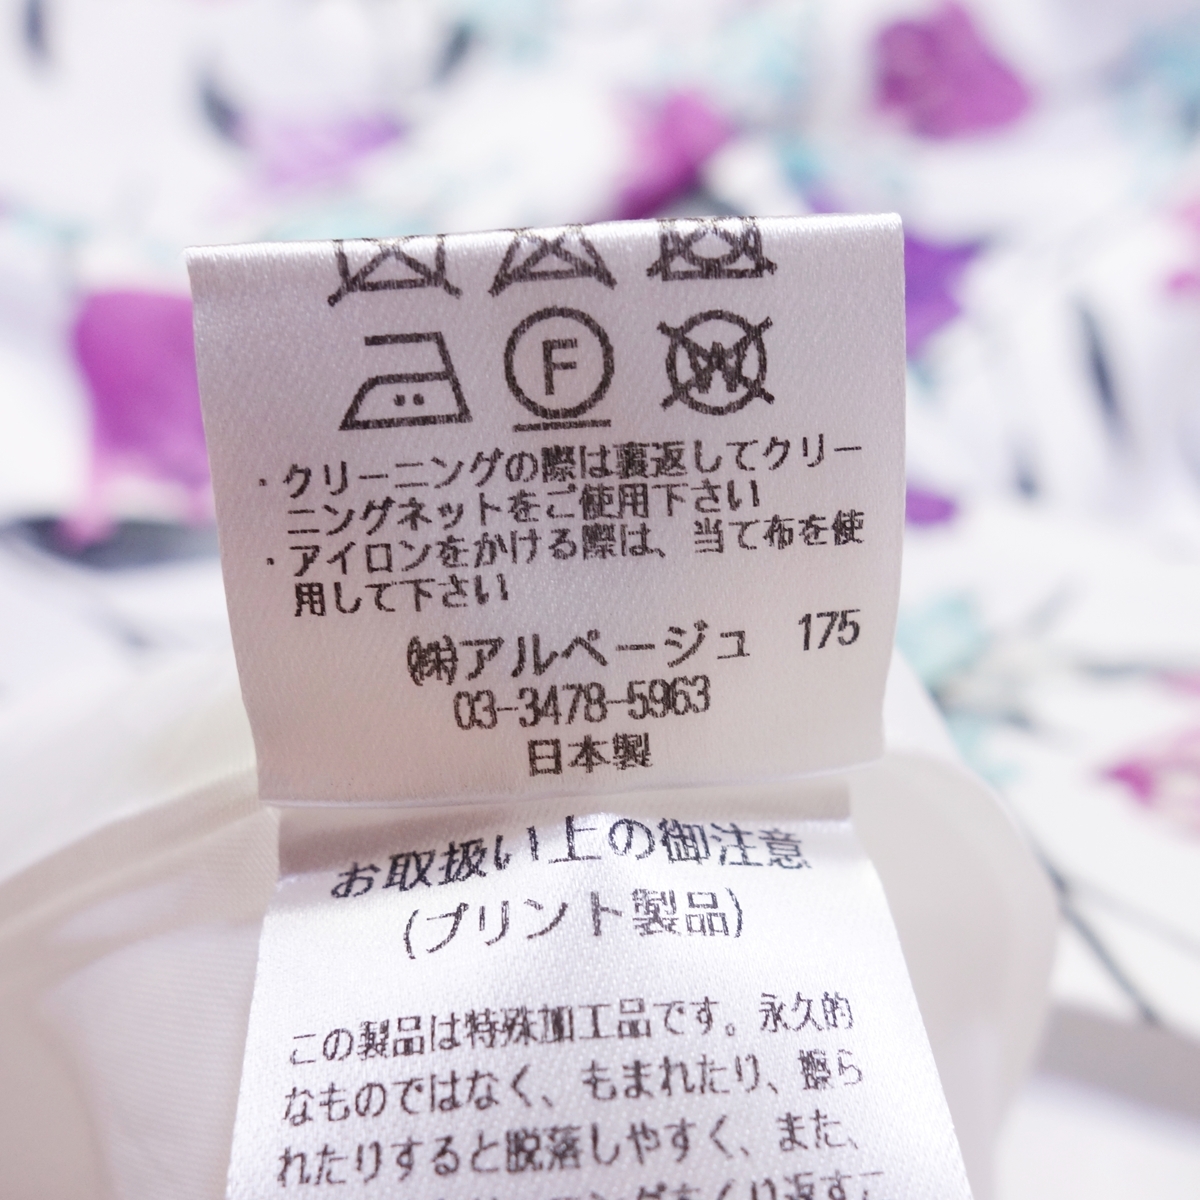 F W
・クリーニングの際は裏返してクリー
ニングネットをご使用下さい
・アイロンをかける際は、当て布を使
用して下さい
㈱アルページュ 175
03-3478-5963
日本製
お取扱い上の御注意
(プリント製品)
この製品は特殊加工品です。永久的
なものではなく、もまれたり、擦ら
れたりすると脱落しやすく、また、